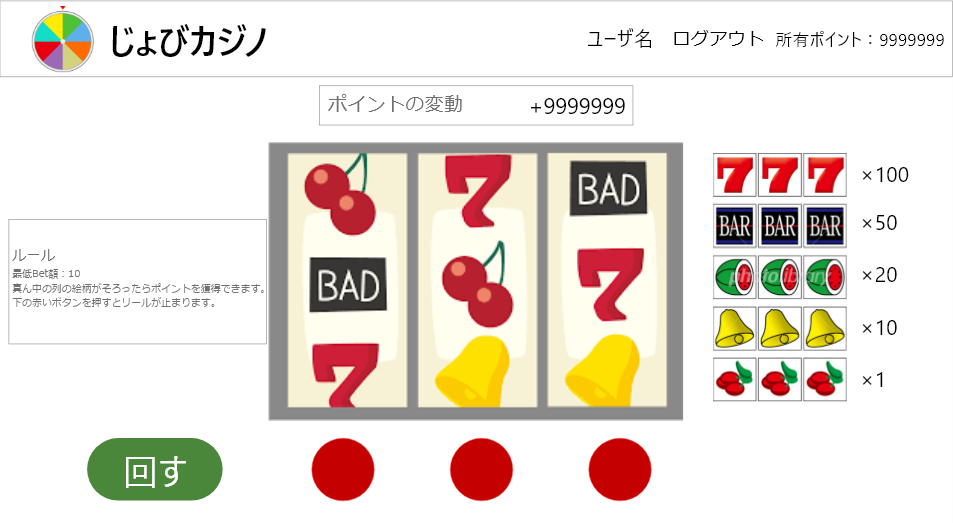 じょびカジノ
ユーザ名 ログアウト 所有ポイント：9999999
ポイントの変動 +9999999
7 BAD
BAD 7
7
777 ×100
BAR BAR BAR ×50
×20
photolibrary
×10
×1
ルール
最低Bet額：10
真ん中の列の絵柄がそろったらポイントを獲得できます。
下の赤いボタンを押すとリールが止まります。
回す